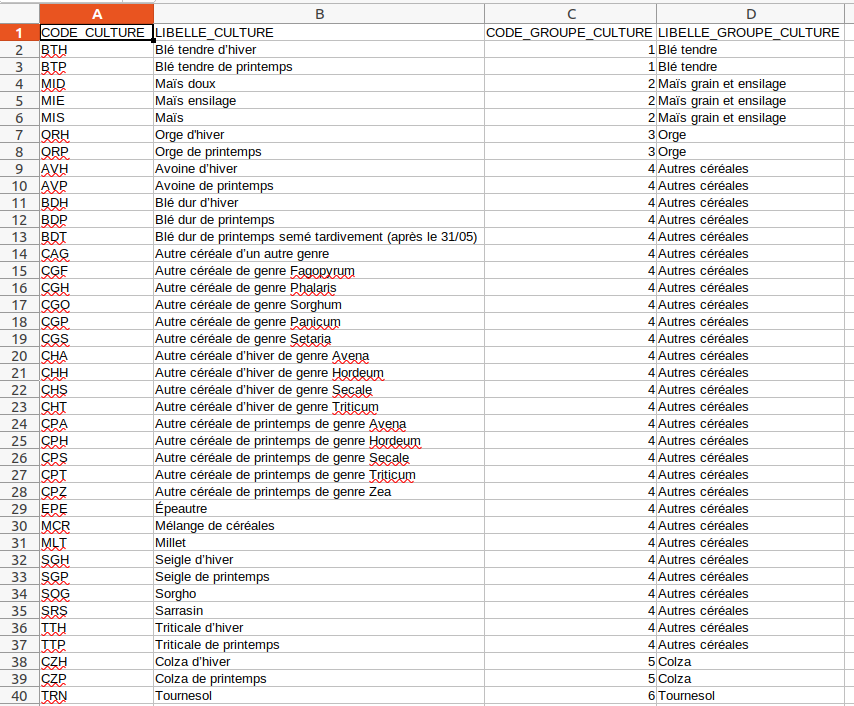 A B C D
1 CODE_CULTURE LIBELLE_CULTURE CODE_GROUPE_CULTURE LIBELLE_GROUPE_CULTURE
2 BTH Blé tendre d’hiver 1 Blé tendre
3 BTP Blé tendre de printemps 1 Blé tendre
4 MID Maïs doux 2 Maïs grain et ensilage
5 MIE Maïs ensilage 2 Maïs grain et ensilage
6 MIS Maïs 2 Maïs grain et ensilage
7 ORH Orge d'hiver 3 Orge
8 ORP Orge de printemps 3 Orge
9 AVH Avoine d’hiver 4 Autres céréales
10 AVP Avoine de printemps 4 Autres céréales
11 BDH Blé dur d’hiver 4 Autres céréales
12 BDP Blé dur de printemps 4 Autres céréales
13 BDT Blé dur de printemps semé tardivement (après le 31/05) 4 Autres céréales
14 CAG Autre céréale d’un autre genre 4 Autres céréales
15 CGF Autre céréale de genre Fagopyrum 4 Autres céréales
16 CGH Autre céréale de genre Phalaris 4 Autres céréales
17 CGO Autre céréale de genre Sorghum 4 Autres céréales
18 CGP Autre céréale de genre Panicum 4 Autres céréales
19 CGS Autre céréale de genre Setaria 4 Autres céréales
20 CHA Autre céréale d’hiver de genre Avena 4 Autres céréales
21 CHH Autre céréale d’hiver de genre Hordeum 4 Autres céréales
22 CHS Autre céréale d’hiver de genre Secale 4 Autres céréales
23 CHT Autre céréale d’hiver de genre Triticum 4 Autres céréales
24 CPA Autre céréale de printemps de genre Avena 4 Autres céréales
25 CPH Autre céréale de printemps de genre Hordeum 4 Autres céréales
26 CPS Autre céréale de printemps de genre Secale 4 Autres céréales
27 CPT Autre céréale de printemps de genre Triticum 4 Autres céréales
28 CPZ Autre céréale de printemps de genre Zea 4 Autres céréales
29 EPE Épeautre 4 Autres céréales
30 MCR Mélange de céréales 4 Autres céréales
31 MLT Millet 4 Autres céréales
32 SGH Seigle d’hiver 4 Autres céréales
33 SGP Seigle de printemps 4 Autres céréales
34 SOG Sorgho 4 Autres céréales
35 SRS Sarrasin 4 Autres céréales
36 TTH Triticale d’hiver 4 Autres céréales
37 TTP Triticale de printemps 4 Autres céréales
38 CZH Colza d’hiver 5 Colza
39 CZP Colza de printemps 5 Colza
40 TRN Tournesol 6 Tournesol